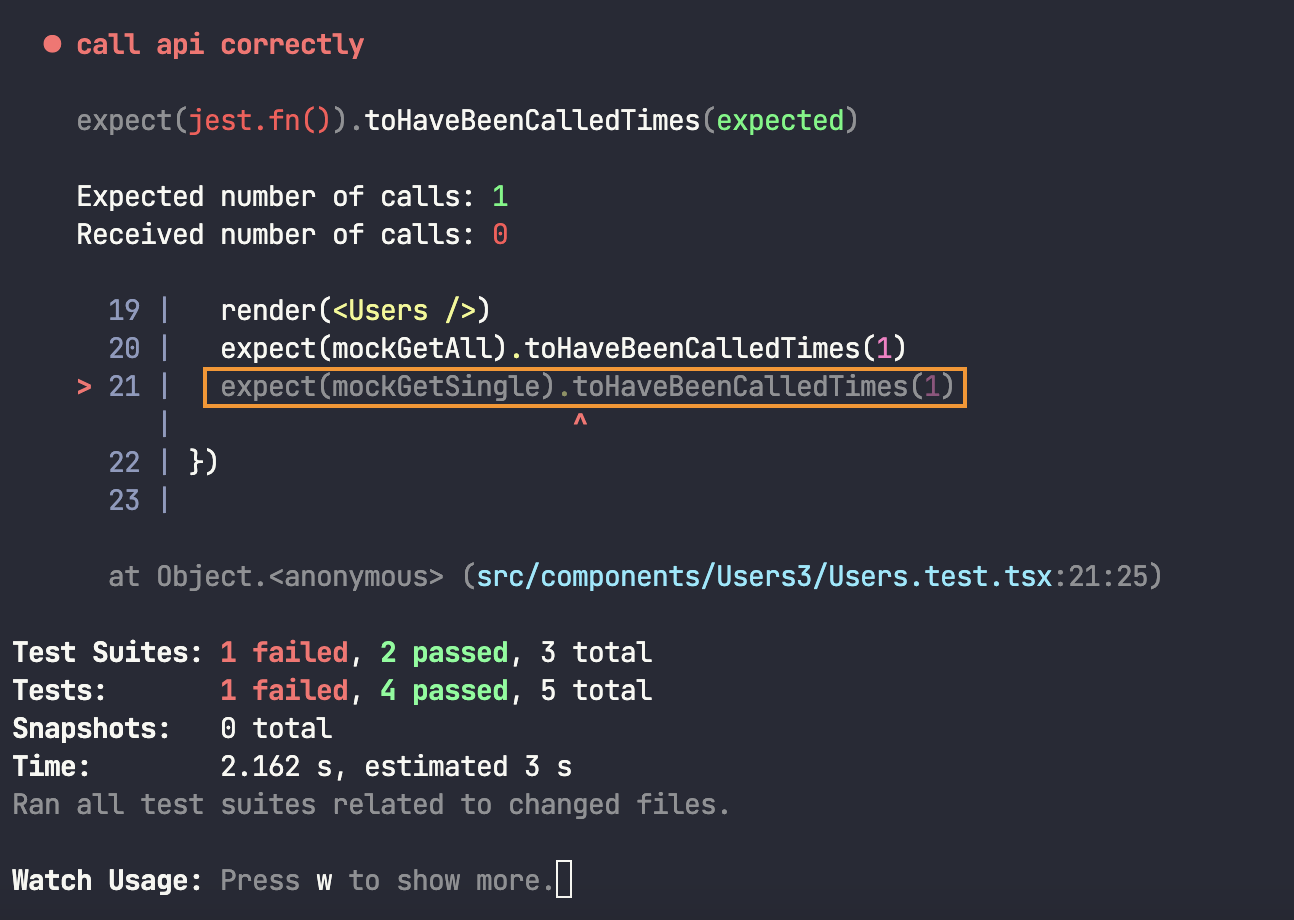 ● call api correctly
expect(jest.fn()).toHaveBeenCalledTimes(expected)
Expected number of calls: 1
Received number of calls: 0
19 |   render(<Users />)
20 |   expect(mockGetAll).toHaveBeenCalledTimes(1)
> 21 |   expect(mockGetSingle).toHaveBeenCalledTimes(1)
|                         ^
22 | })
23 |
at Object.<anonymous> (src/components/Users3/Users.test.tsx:21:25)
Test Suites: 1 failed, 2 passed, 3 total
Tests:       1 failed, 4 passed, 5 total
Snapshots:   0 total
Time:        2.162 s, estimated 3 s
Ran all test suites related to changed files.
Watch Usage: Press w to show more.